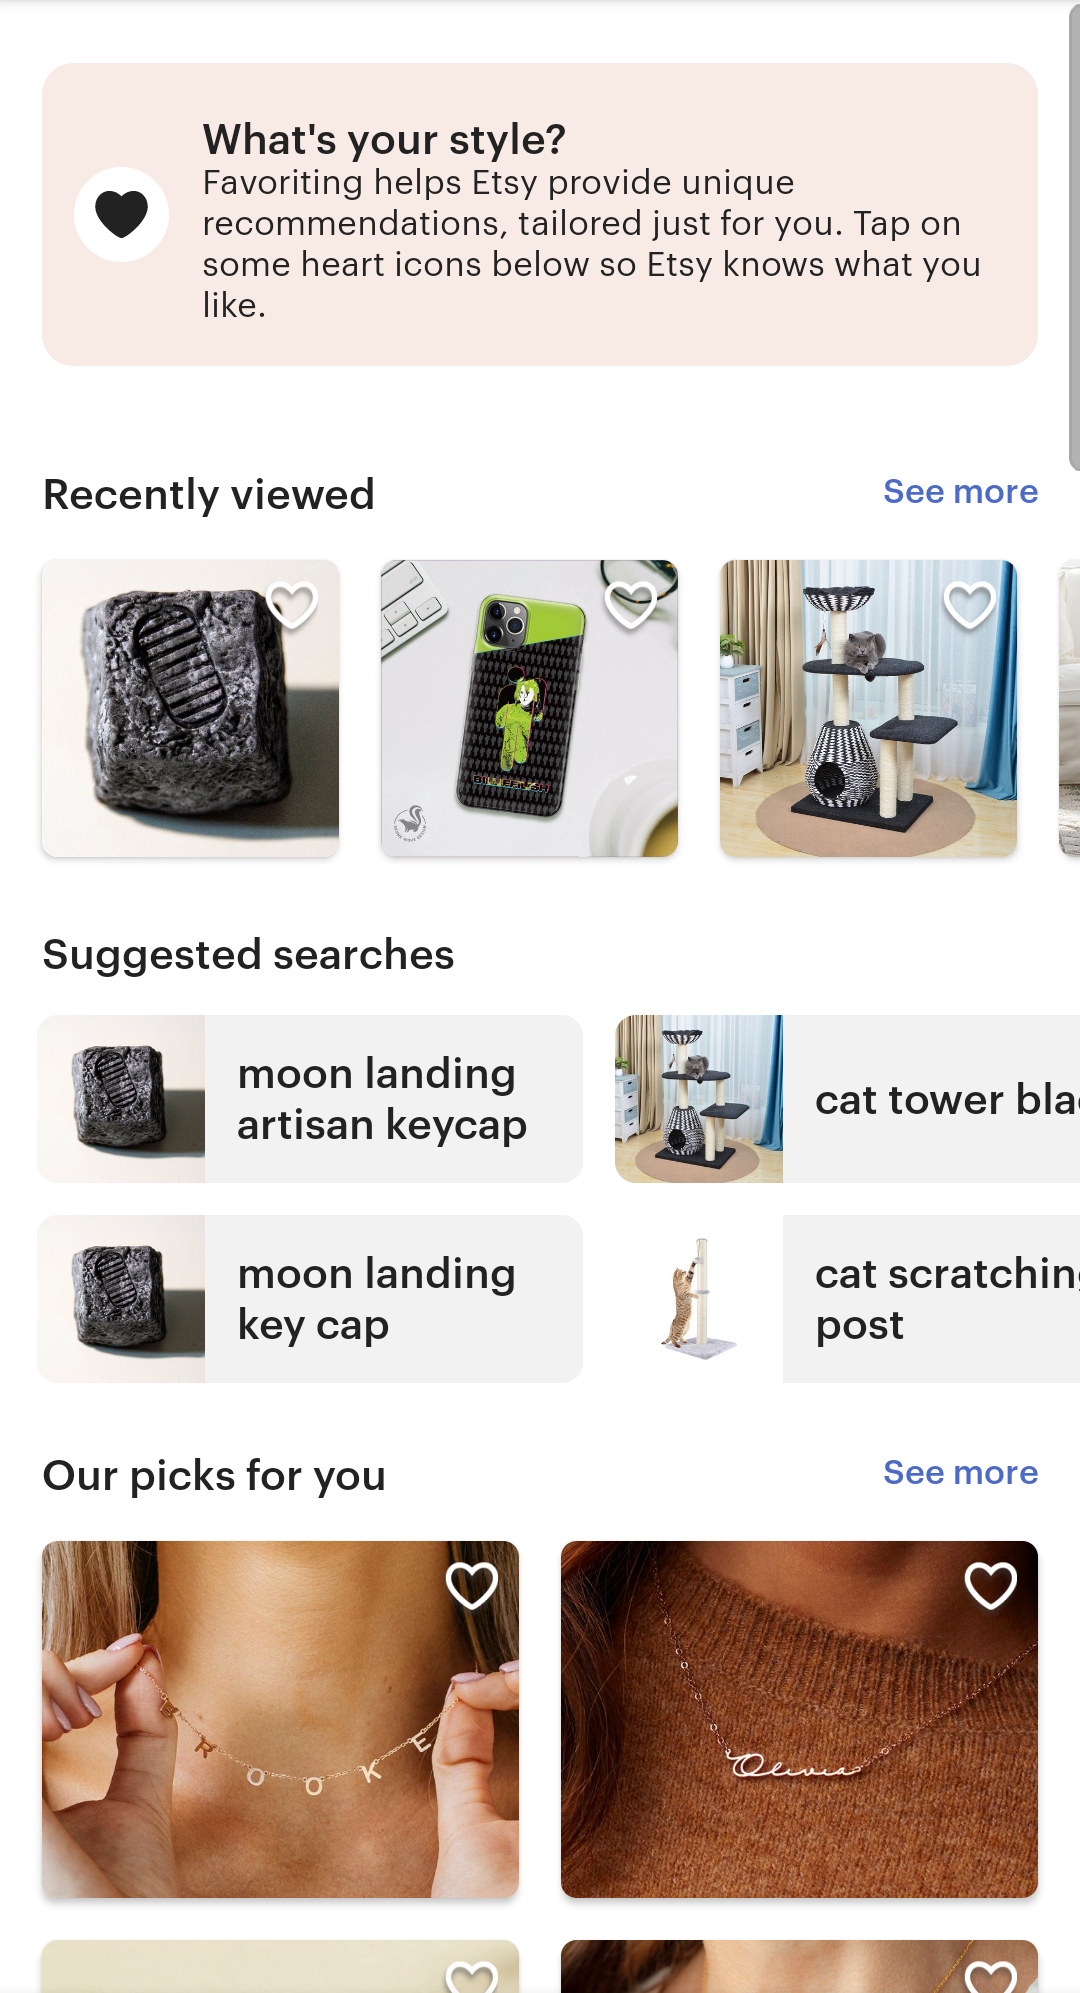 What's your style?
Favoriting helps Etsy provide unique
recommendations, tailored just for you. Tap on
some heart icons below so Etsy knows what you
like.
Recently viewed
See more
Suggested searches
moon landing
artisan keycap
cat tower bla
moon landing
key cap
cat scratching
post
Our picks for you
See more
BROOKE
Olivia